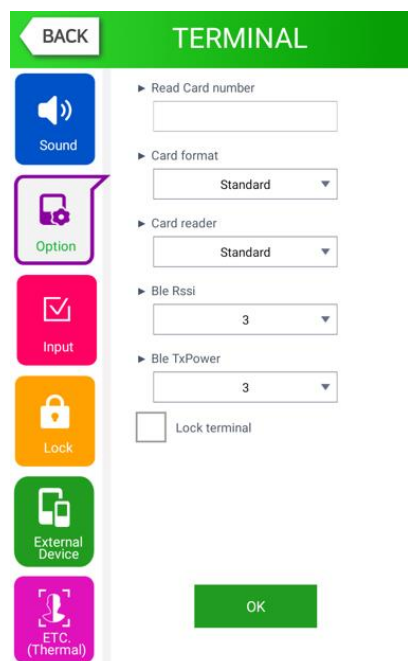 BACK
TERMINAL
Sound
Option
Input
Lock
External
Device
ETC.
(Thermal)
► Read Card number
► Card format
Standard
► Card reader
Standard
► Ble Rssi
3
► Ble TxPower
3
Lock terminal
OK